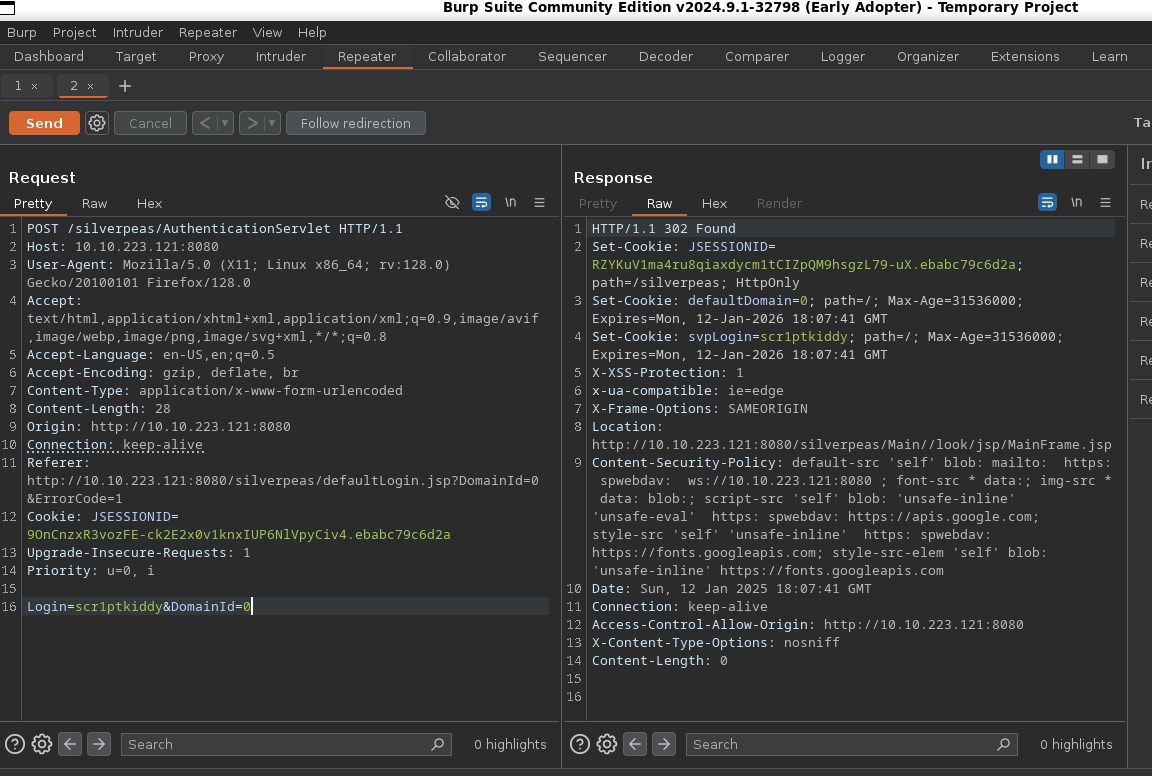 Burp Suite Community Edition v2024.9.1-32798 (Early Adopter) - Temporary Project
Burp Project Intruder Repeater View Help
Dashboard Target Proxy Intruder Repeater Collaborator Sequencer Decoder Comparer Logger Organizer Extensions Learn
1 × 2 × +
Send Cancel < > Follow redirection Ta
Request
Pretty Raw Hex \n
1 POST /silverpeas/AuthenticationServlet HTTP/1.1
2 Host: 10.10.223.121:8080
3 User-Agent: Mozilla/5.0 (X11; Linux x86_64; rv:128.0)
Gecko/20100101 Firefox/128.0
4 Accept:
text/html,application/xhtml+xml,application/xml;q=0.9,image/avif
,image/webp,image/png,image/svg+xml,*/*;q=0.8
5 Accept-Language: en-US,en;q=0.5
6 Accept-Encoding: gzip, deflate, br
7 Content-Type: application/x-www-form-urlencoded
8 Content-Length: 28
9 Origin: http://10.10.223.121:8080
10 Connection: keep-alive
11 Referer:
http://10.10.223.121:8080/silverpeas/defaultLogin.jsp?DomainId=0
&ErrorCode=1
12 Cookie: JSESSIONID=
9OnCnzxR3vozFE-ck2E2x0v1knxIUP6NlVpyCiv4.ebabc79c6d2a
13 Upgrade-Insecure-Requests: 1
14 Priority: u=0, i
15
16 Login=scr1ptkiddy&DomainId=0
Search 0 highlights
Response
Pretty Raw Hex Render \n
1 HTTP/1.1 302 Found
2 Set-Cookie: JSESSIONID=
RZYKuV1ma4ru8qiaxdycm1tCIZpQM9hsgzL79-uX.ebabc79c6d2a;
path=/silverpeas; HttpOnly
3 Set-Cookie: defaultDomain=0; path=/; Max-Age=31536000;
Expires=Mon, 12-Jan-2026 18:07:41 GMT
4 Set-Cookie: svpLogin=scr1ptkiddy; path=/; Max-Age=31536000;
Expires=Mon, 12-Jan-2026 18:07:41 GMT
5 X-XSS-Protection: 1
6 x-ua-compatible: ie=edge
7 X-Frame-Options: SAMEORIGIN
8 Location:
http://10.10.223.121:8080/silverpeas/Main//look/jsp/MainFrame.jsp
9 Content-Security-Policy: default-src 'self' blob: mailto:  https:
spwebdav:  ws://10.10.223.121:8080 ; font-src * data:; img-src *
data: blob:; script-src 'self' blob: 'unsafe-inline'
'unsafe-eval'  https: spwebdav: https://apis.google.com;
style-src 'self' 'unsafe-inline'  https: spwebdav:
https://fonts.googleapis.com; style-src-elem 'self' blob:
'unsafe-inline' https://fonts.googleapis.com
10 Date: Sun, 12 Jan 2025 18:07:41 GMT
11 Connection: keep-alive
12 Access-Control-Allow-Origin: http://10.10.223.121:8080
13 X-Content-Type-Options: nosniff
14 Content-Length: 0
15
16
Search 0 highlights
In
Re
Re
Re
Re
Re
Re